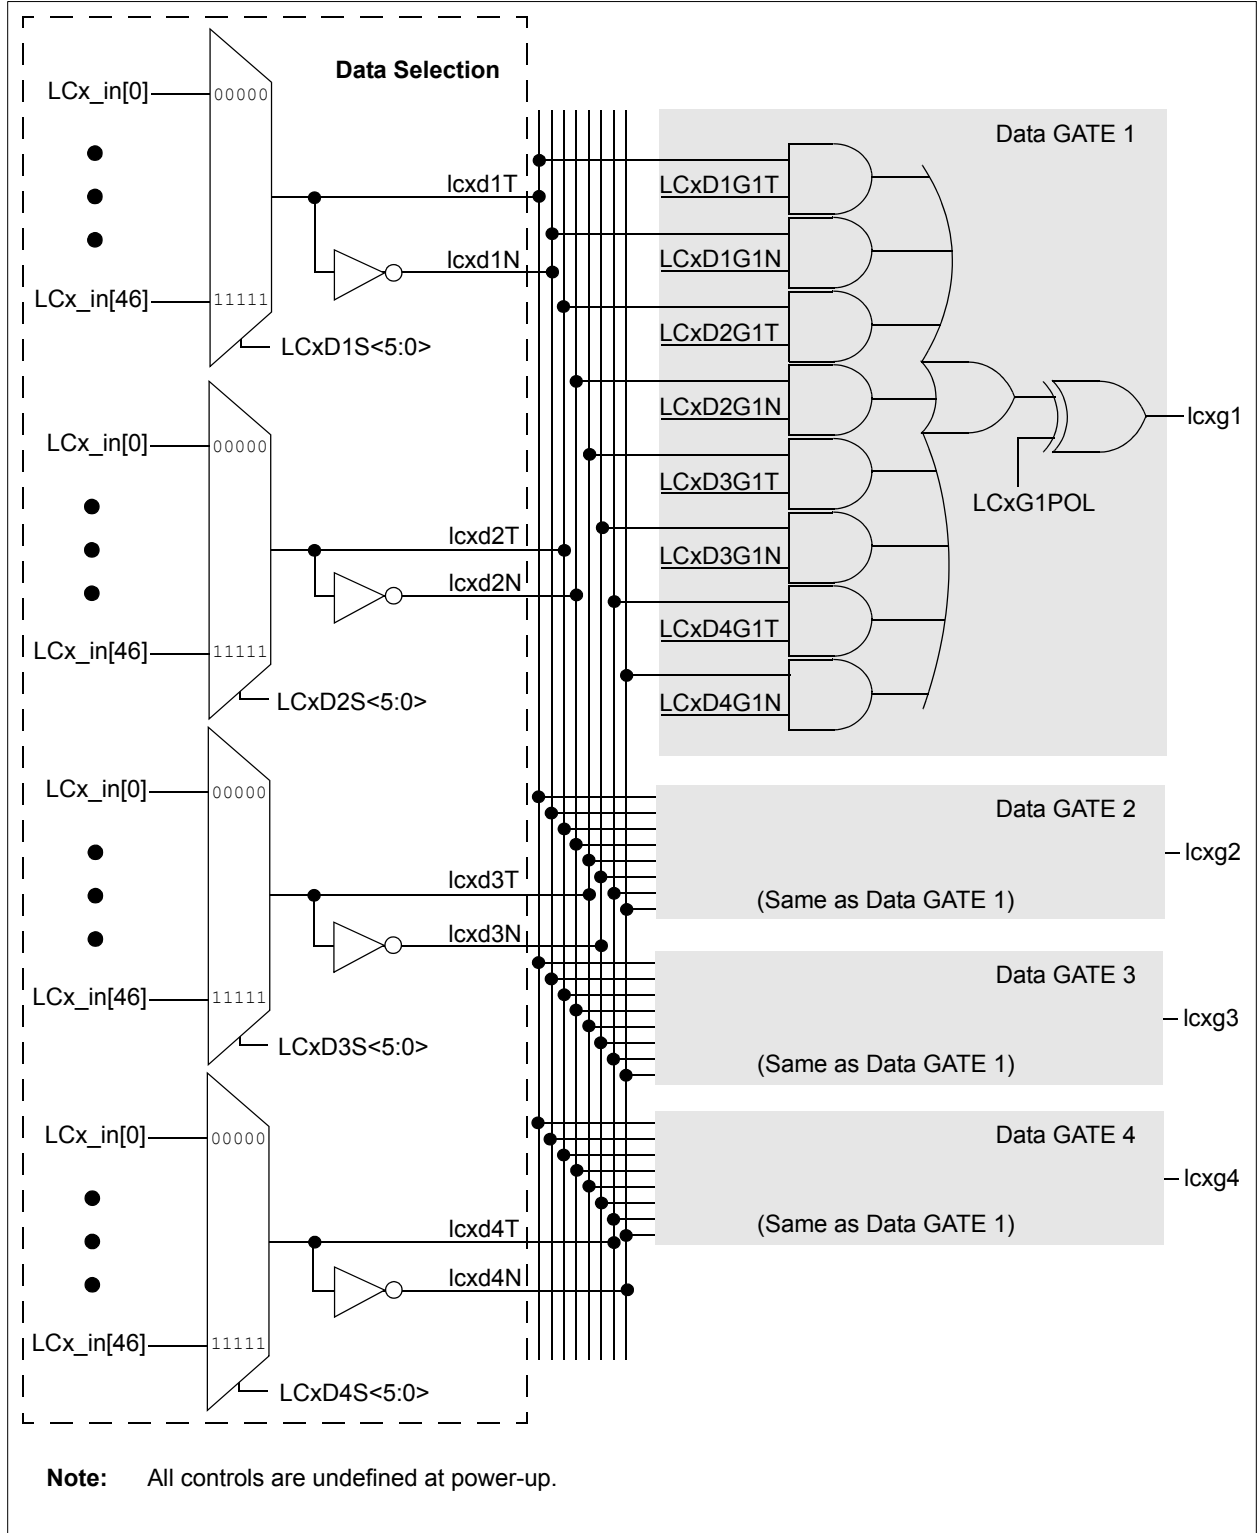 Data Selection
LCx_in[0]
00000
lcxd1T
lcxd1N
LCx_in[46]
11111
LCxD1S<5:0>
LCx_in[0]
00000
lcxd2T
lcxd2N
LCx_in[46]
11111
LCxD2S<5:0>
LCx_in[0]
00000
lcxd3T
lcxd3N
LCx_in[46]
11111
LCxD3S<5:0>
LCx_in[0]
00000
lcxd4T
lcxd4N
LCx_in[46]
11111
LCxD4S<5:0>
Data GATE 1
LCxD1G1T
LCxD1G1N
LCxD2G1T
LCxD2G1N
LCxD3G1T
LCxD3G1N
LCxD4G1T
LCxD4G1N
LCxG1POL
lcxg1
Data GATE 2
(Same as Data GATE 1)
lcxg2
Data GATE 3
(Same as Data GATE 1)
lcxg3
Data GATE 4
(Same as Data GATE 1)
lcxg4
Note: All controls are undefined at power-up.